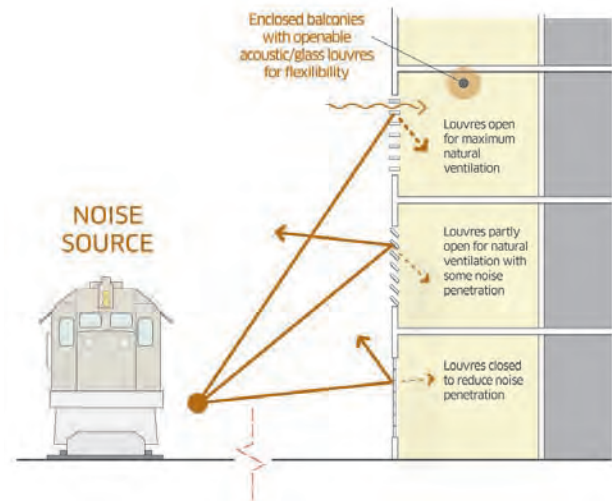 Enclosed balconies
with openable
acoustic/glass louvres
for flexilibility
Louvres open
for maximum
natural
ventilation
NOISE
SOURCE
Louvres partly
open for natural
ventilation with
some noise
penetration
Louvres closed
to reduce noise
penetration